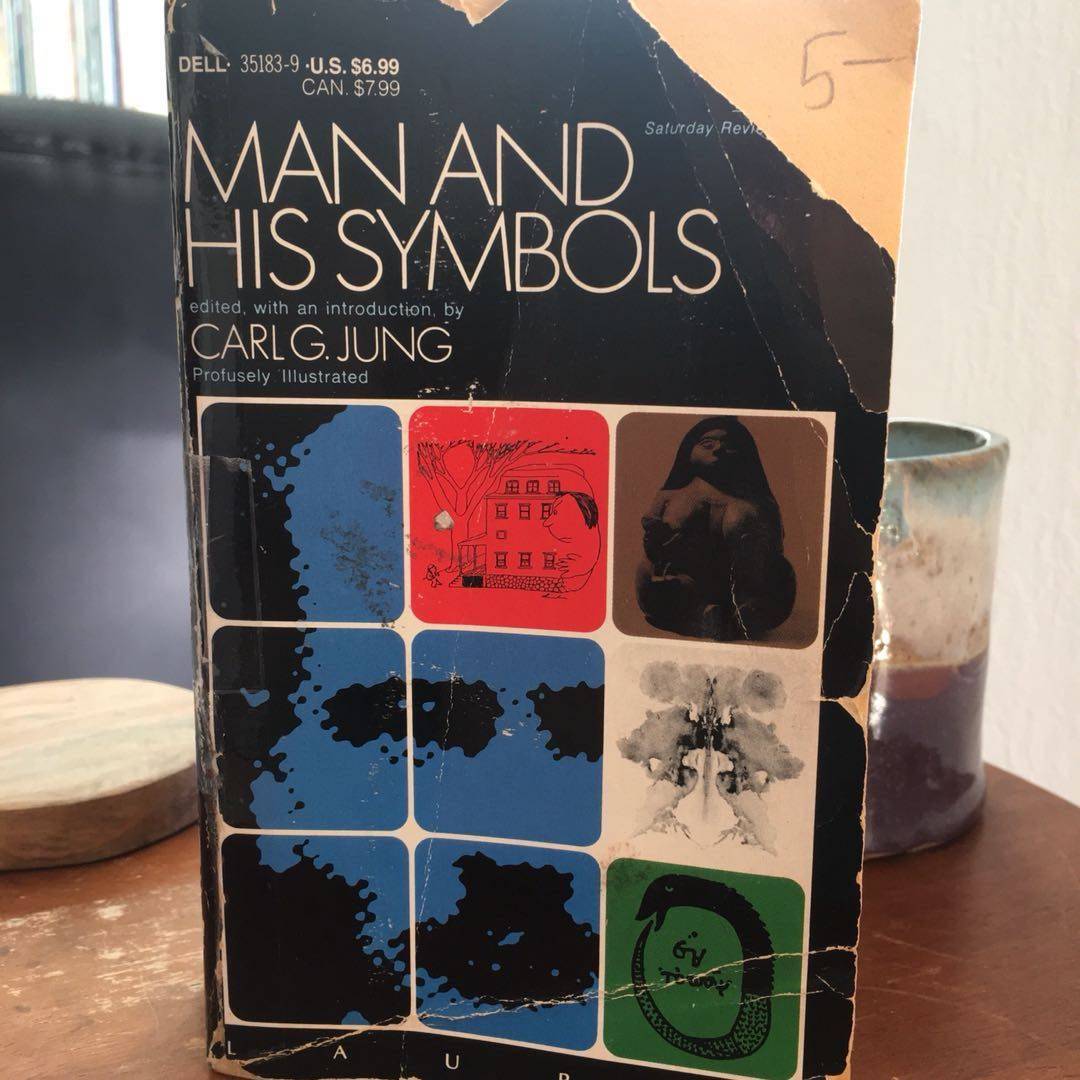 DELL· 35183-9 ·U.S. $6.99
CAN. $7.99
5—
Saturday
MAN AND
HIS SYMBOLS
edited, with an introduction, by
CARL G. JUNG
Profusely Illustrated
L A U